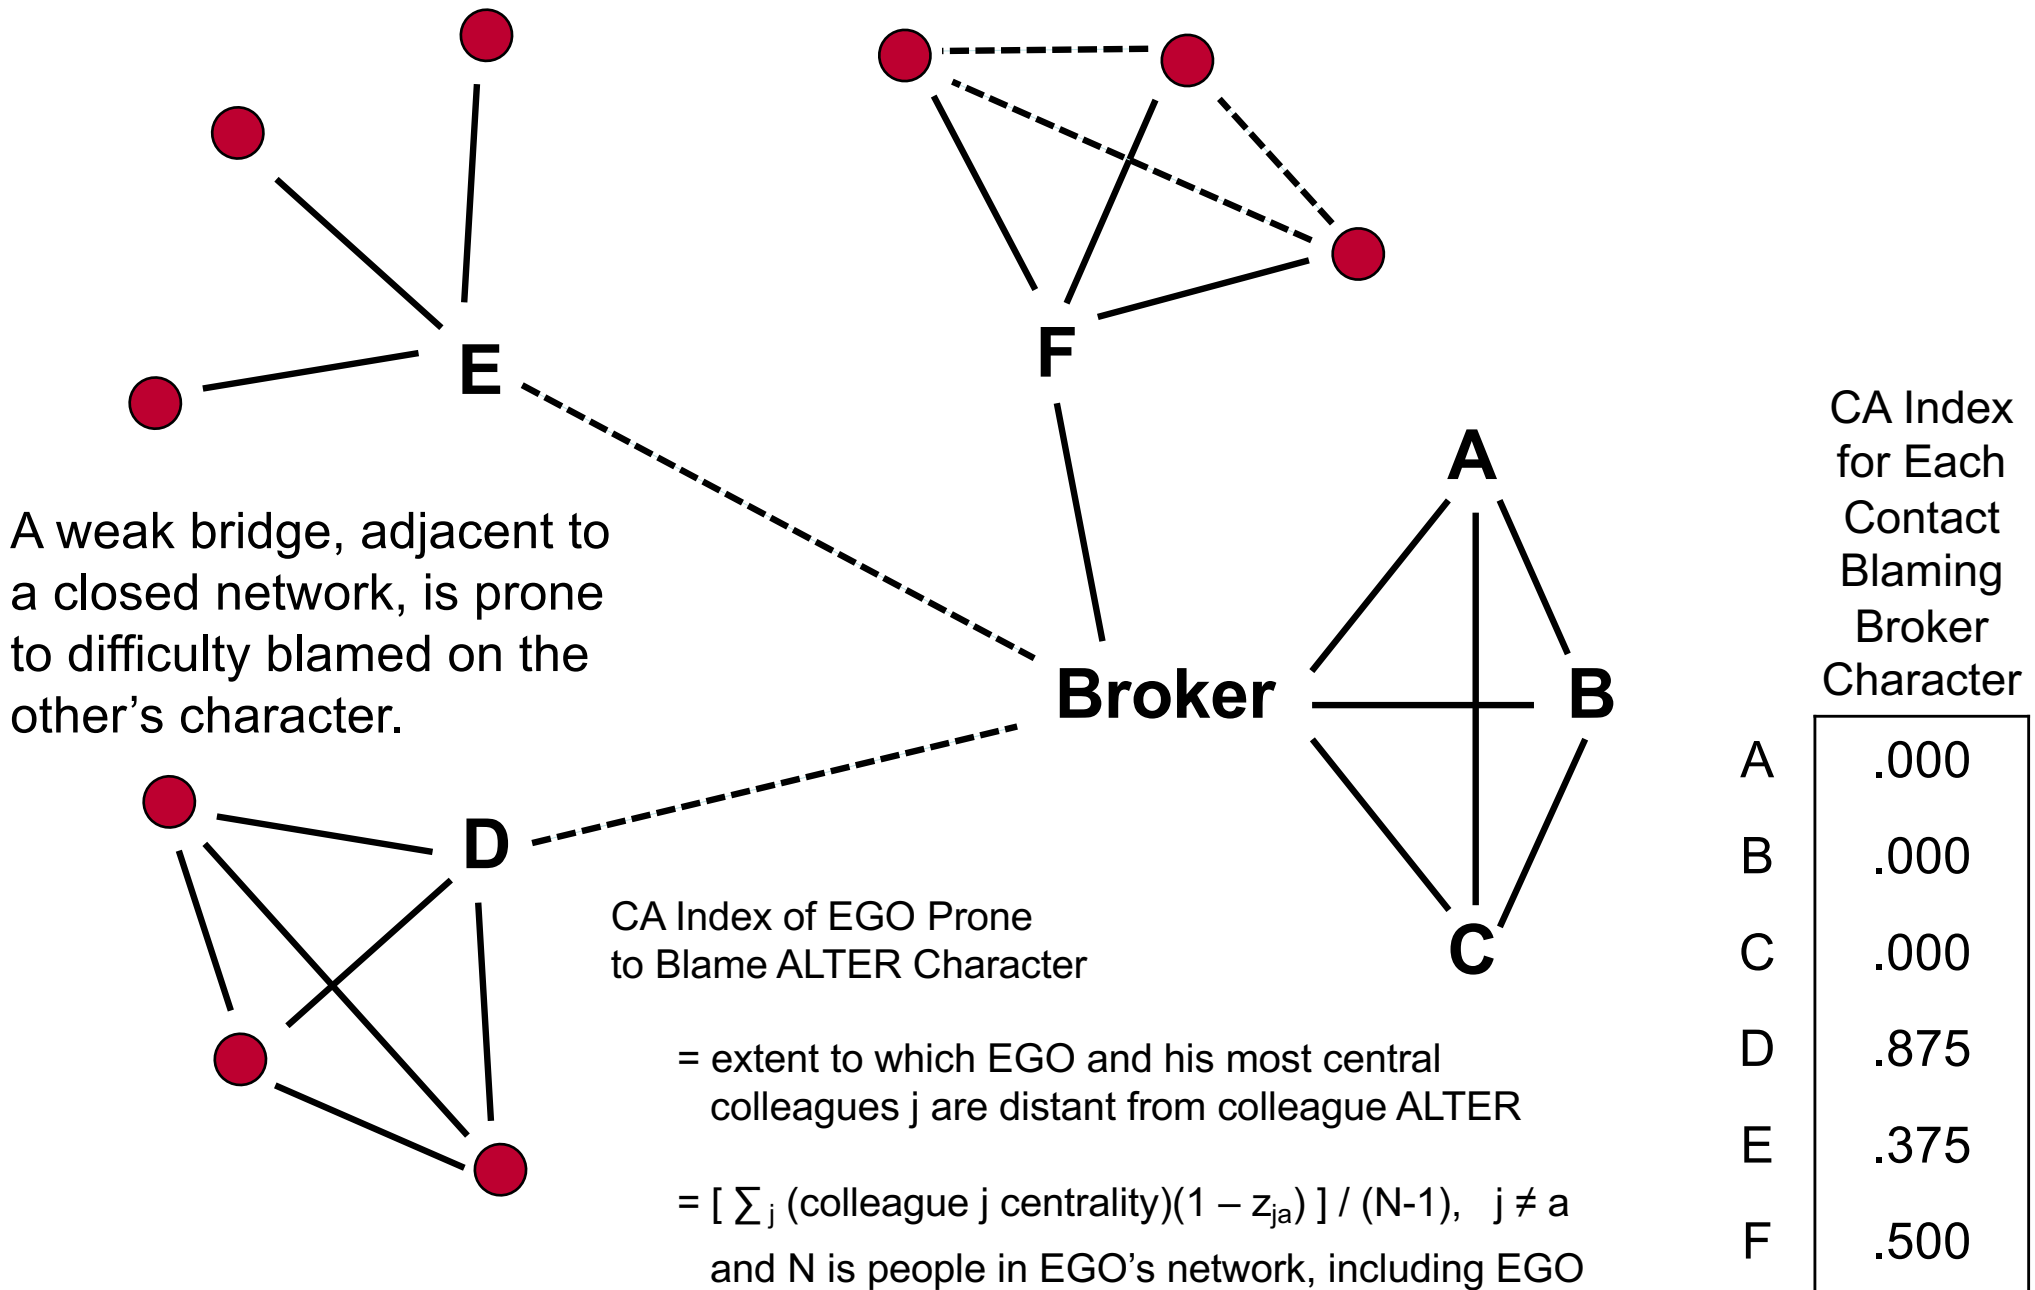 E
F
A weak bridge, adjacent to
a closed network, is prone
to difficulty blamed on the
other’s character.
Broker
A
B
C
D
CA Index of EGO Prone
to Blame ALTER Character
= extent to which EGO and his most central
colleagues j are distant from colleague ALTER
= [ ∑ j (colleague j centrality)(1 – zja) ] / (N-1), j ≠ a
and N is people in EGO’s network, including EGO
CA Index
for Each
Contact
Blaming
Broker
Character
A .000
B .000
C .000
D .875
E .375
F .500